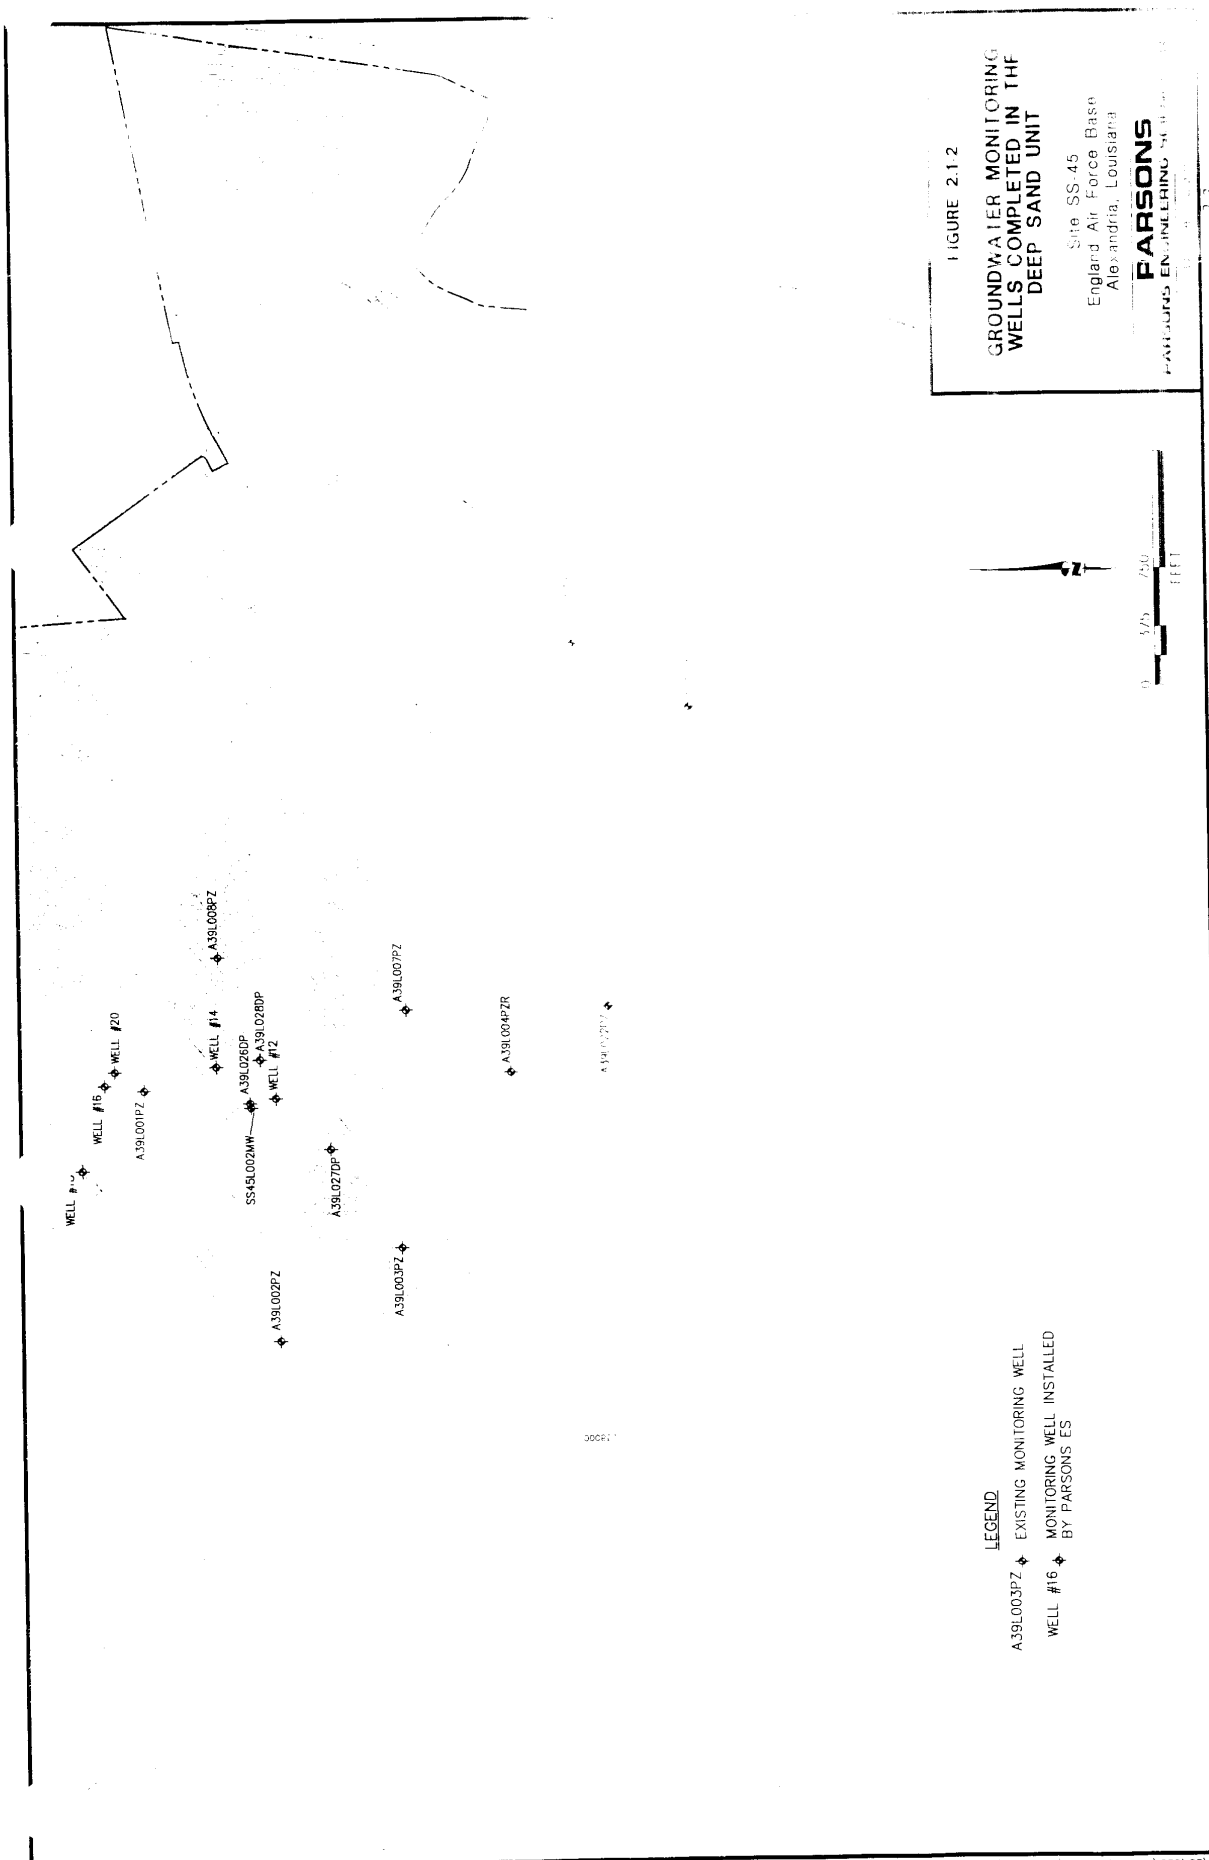 WELL #16
WELL #20
A39L001PZ
WELL #14
A39L008PZ
SS45L002MW
A39L026DP
A39L028DP
WELL #12
A39L002PZ
A39L027DP
A39L003PZ
A39L007PZ
A39L004PZR
LEGEND
A39L003PZ EXISTING MONITORING WELL
WELL #16 MONITORING WELL INSTALLED
BY PARSONS ES
0 375 750
FEET
FIGURE 2.1.2
GROUNDWATER MONITORING
WELLS COMPLETED IN THE
DEEP SAND UNIT
Site SS-45
England Air Force Base
Alexandria, Louisiana
PARSONS
PARSONS ENGINEERING